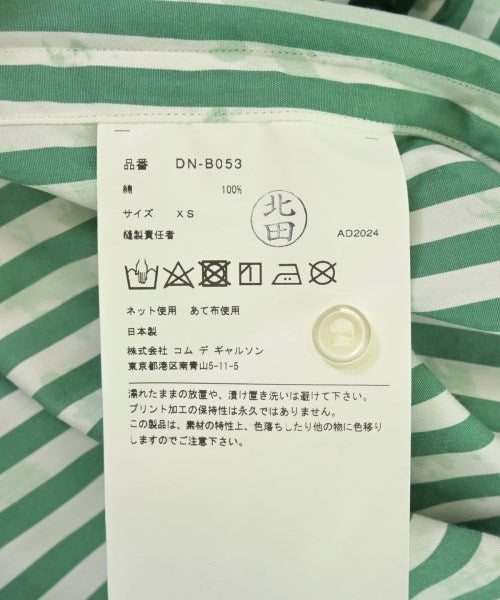 品番 DN-B053
綿 100%
サイズ XS
縫製責任者 北田 AD2024
ネット使用 あて布使用
日本製
株式会社 コム デ ギャルソン
東京都港区南青山5-11-5
濡れたままの放置や、漬け置き洗いは避けて下さい。
プリント加工の保持性は永久ではありません。
この製品は、素材の特性上、色落ちしたり他の物に色移り
しますのでご注意下さい。